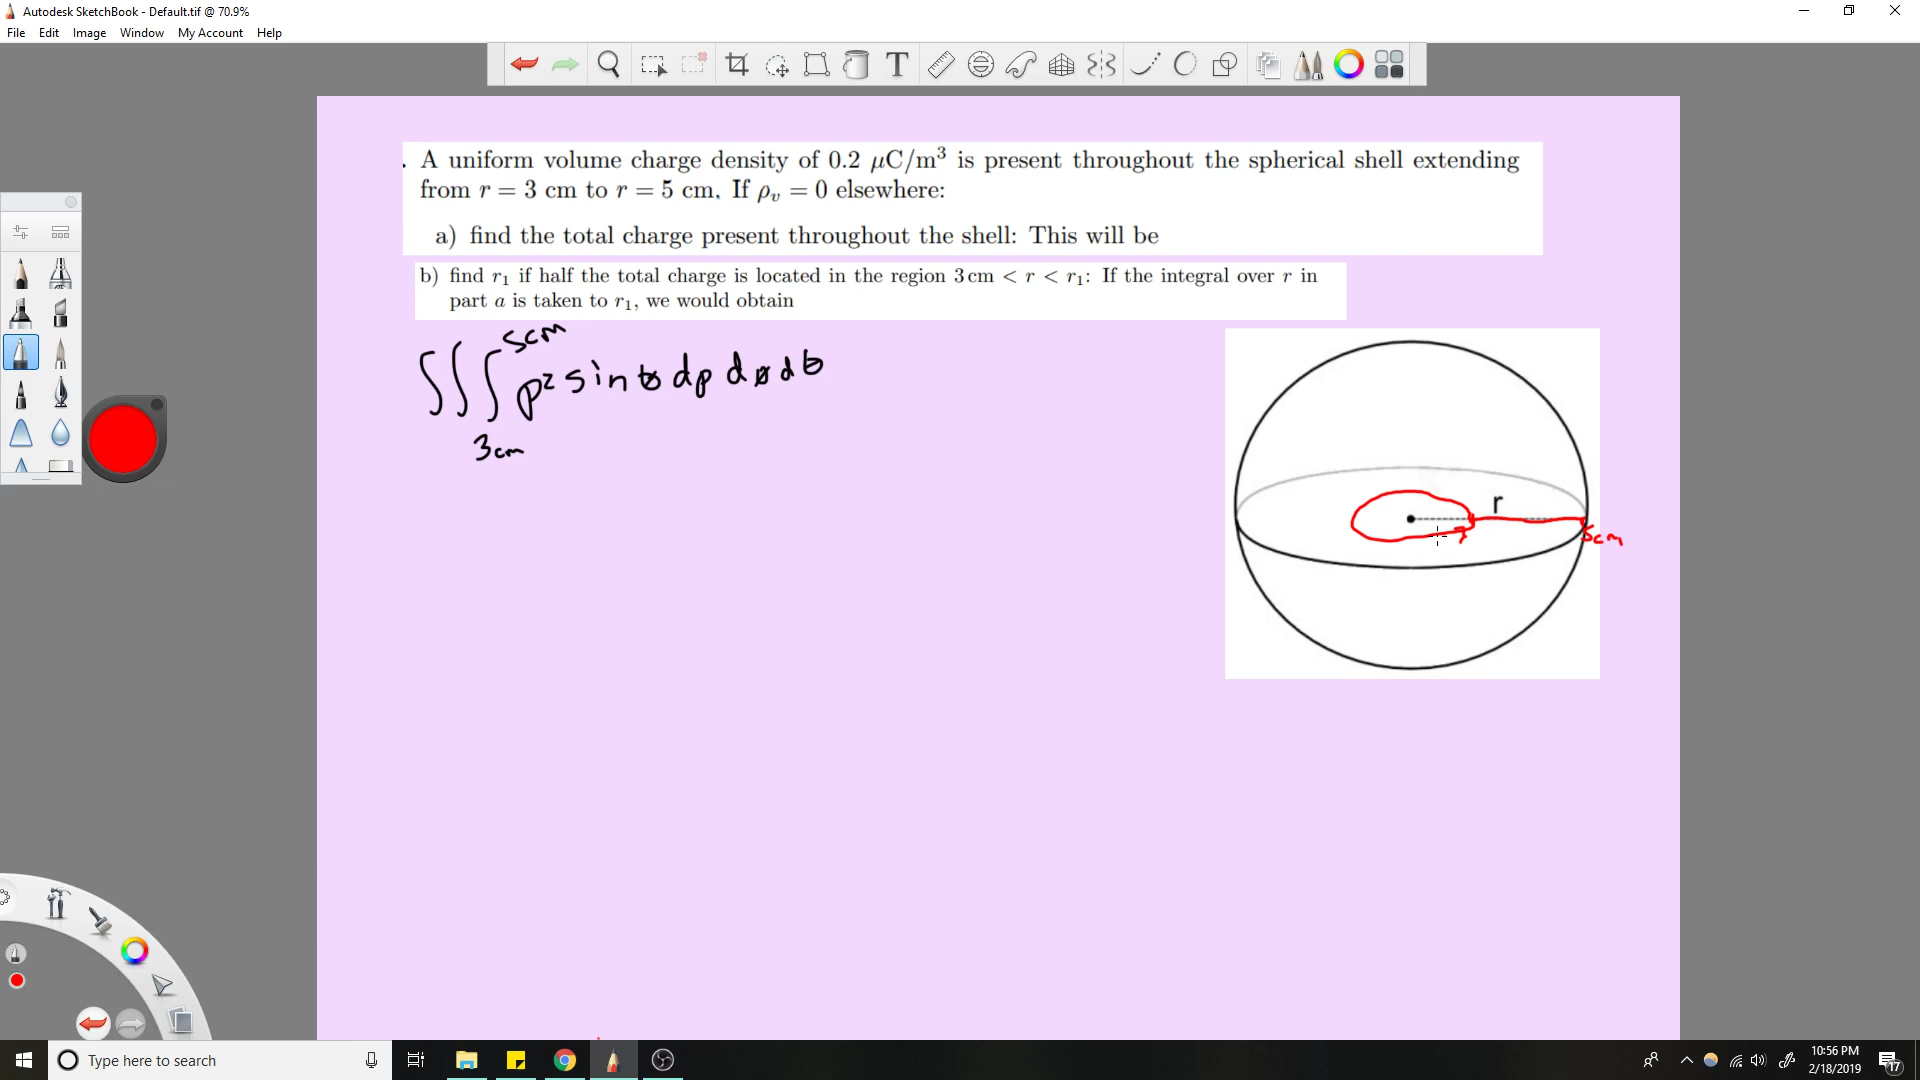 Autodesk SketchBook - Default.tif @ 70.9%
File Edit Image Window My Account Help
. A uniform volume charge density of 0.2 μC/m³ is present throughout the spherical shell extending
from r = 3 cm to r = 5 cm. If ρᵥ = 0 elsewhere:
a) find the total charge present throughout the shell: This will be
b) find r₁ if half the total charge is located in the region 3 cm < r < r₁: If the integral over r in
part a is taken to r₁, we would obtain
5cm
∫∫∫ρ² sinθ dρ dø dθ
3cm
r
5cm
Type here to search
10:56 PM
2/18/2019
17